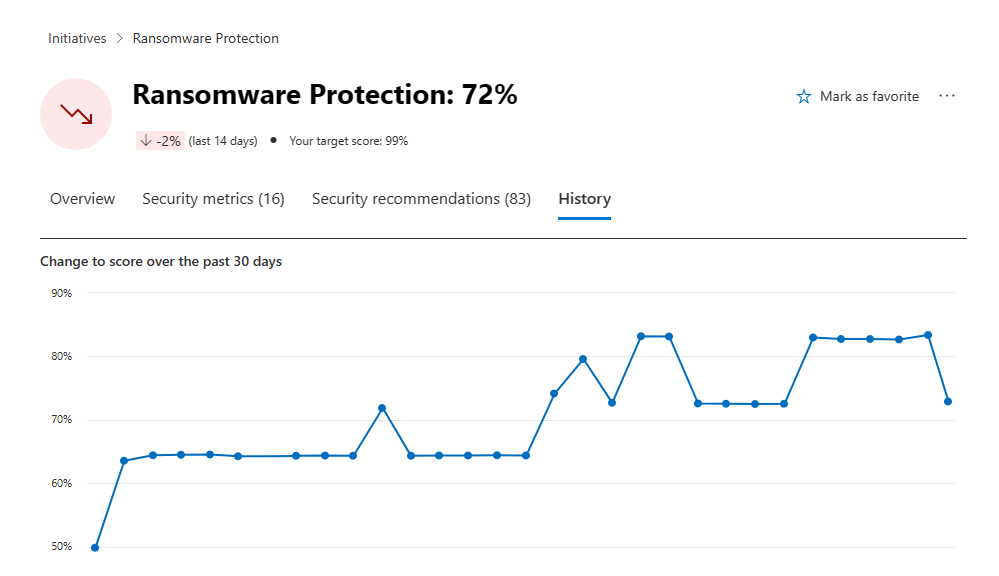 Initiatives > Ransomware Protection
Ransomware Protection: 72%
Mark as favorite ...
-2% (last 14 days) • Your target score: 99%
Overview Security metrics (16) Security recommendations (83) History
Change to score over the past 30 days
90%
80%
70%
60%
50%